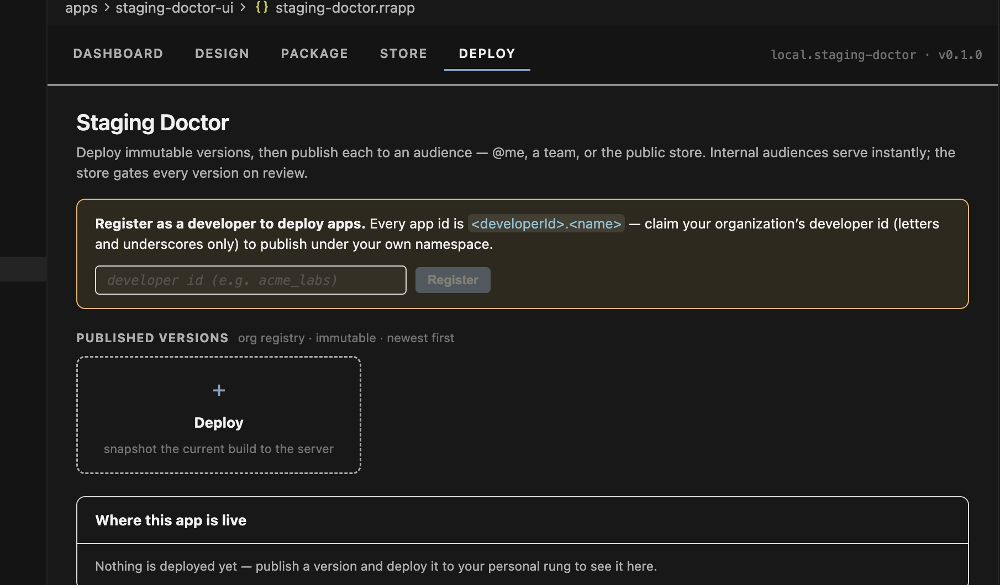 apps > staging-doctor-ui > {} staging-doctor.rrapp
DASHBOARD DESIGN PACKAGE STORE DEPLOY local.staging-doctor · v0.1.0
Staging Doctor
Deploy immutable versions, then publish each to an audience — @me, a team, or the public store. Internal audiences serve instantly; the
store gates every version on review.
Register as a developer to deploy apps. Every app id is <developerId>.<name> — claim your organization’s developer id (letters
and underscores only) to publish under your own namespace.
developer id (e.g. acme_labs) Register
PUBLISHED VERSIONS org registry · immutable · newest first
+
Deploy
snapshot the current build to the server
Where this app is live
Nothing is deployed yet — publish a version and deploy it to your personal rung to see it here.